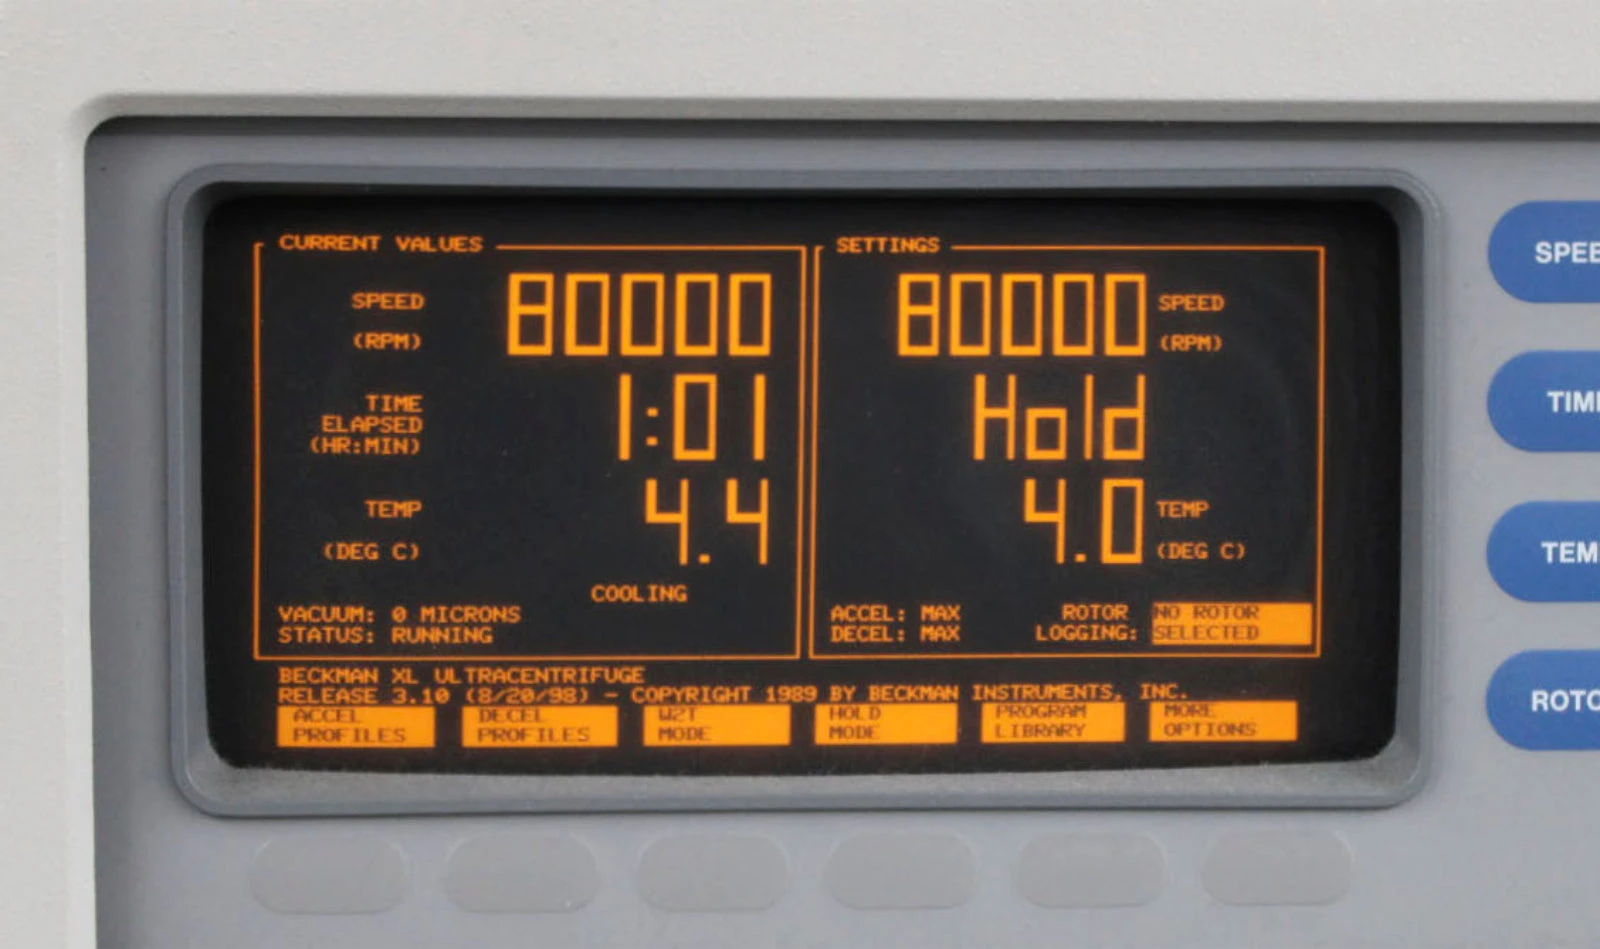 CURRENT VALUES
SPEED
(RPM)
80000
TIME
ELAPSED
(HR:MIN)
1:01
TEMP
(DEG C)
4.4
COOLING
VACUUM: 0 MICRONS
STATUS: RUNNING
SETTINGS
80000
SPEED
(RPM)
Hold
4.0
TEMP
(DEG C)
ACCEL: MAX
DECEL: MAX
ROTOR
LOGGING:
NO ROTOR
SELECTED
BECKMAN XL ULTRACENTRIFUGE
RELEASE 3.10 (8/20/98) - COPYRIGHT 1989 BY BECKMAN INSTRUMENTS, INC.
ACCEL
PROFILES
DECEL
PROFILES
W2T
MODE
HOLD
MODE
PROGRAM
LIBRARY
MORE
OPTIONS
SPEE
TIM
TEM
ROTO